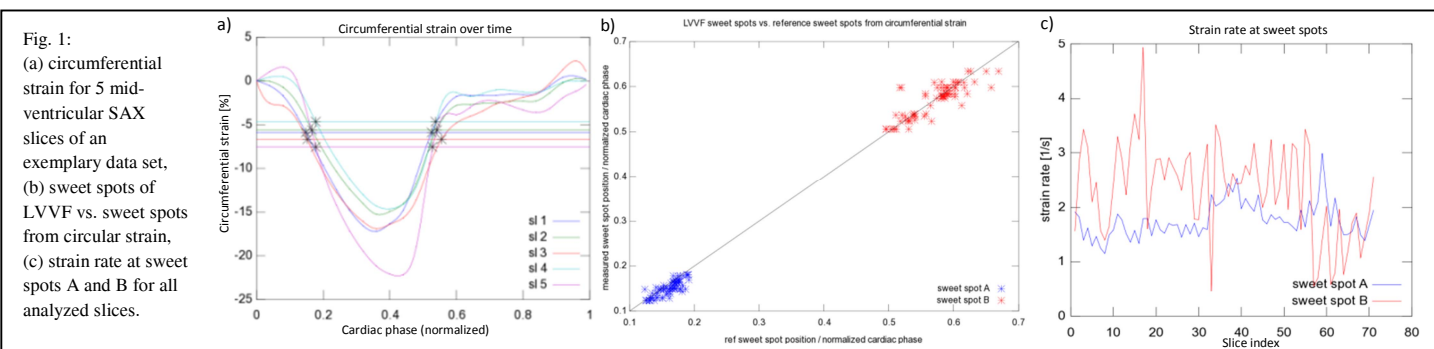 Fig. 1:
(a) circumferential
strain for 5 mid-
ventricular SAX
slices of an
exemplary data set,
(b) sweet spots of
LVVF vs. sweet spots
from circular strain,
(c) strain rate at sweet
spots A and B for all
analyzed slices.
a)
Circumferential strain over time
Circumferential strain [%]
5
0
-5
-10
-15
-20
-25
sl 1
sl 2
sl 3
sl 4
sl 5
0 0.2 0.4 0.6 0.8 1
Cardiac phase (normalized)
b)
LVVF sweet spots vs. reference sweet spots from circumferential strain
measured sweet spot position / normalized cardiac phase
0.7
0.6
0.5
0.4
0.3
0.2
0.1
sweet spot A
sweet spot B
0.1 0.2 0.3 0.4 0.5 0.6 0.7
ref sweet spot position / normalized cardiac phase
c)
Strain rate at sweet spots
strain rate [1/s]
5
4
3
2
1
0
sweet spot A
sweet spot B
0 10 20 30 40 50 60 70 80
Slice index